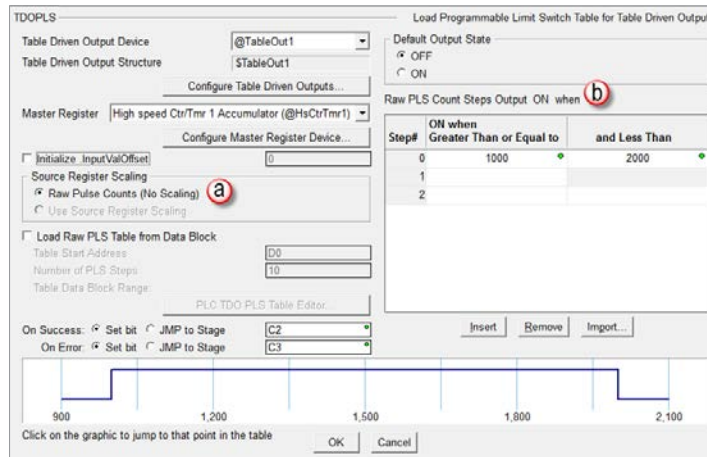 TDOPLS
Load Programmable Limit Switch Table for Table Driven Output
Table Driven Output Device @TableOut1
Table Driven Output Structure $TableOut1
Configure Table Driven Outputs...
Master Register High speed Ctr/Tmr 1 Accumulator (@HsCtrTmr1)
Configure Master Register Device...
Initialize .InputValOffset 0
Source Register Scaling
Raw Pulse Counts (No Scaling) a
Use Source Register Scaling
Load Raw PLS Table from Data Block
Table Start Address D0
Number of PLS Steps 10
Table Data Block Range:
PLC TDO PLS Table Editor...
On Success: Set bit JMP to Stage C2
On Error: Set bit JMP to Stage C3
Default Output State
OFF
ON
Raw PLS Count Steps Output ON when b
Step# ON when Greater Than or Equal to and Less Than
0 1000 2000
1
2
Insert Remove Import...
900 1,200 1,500 1,800 2,100
Click on the graphic to jump to that point in the table
OK Cancel